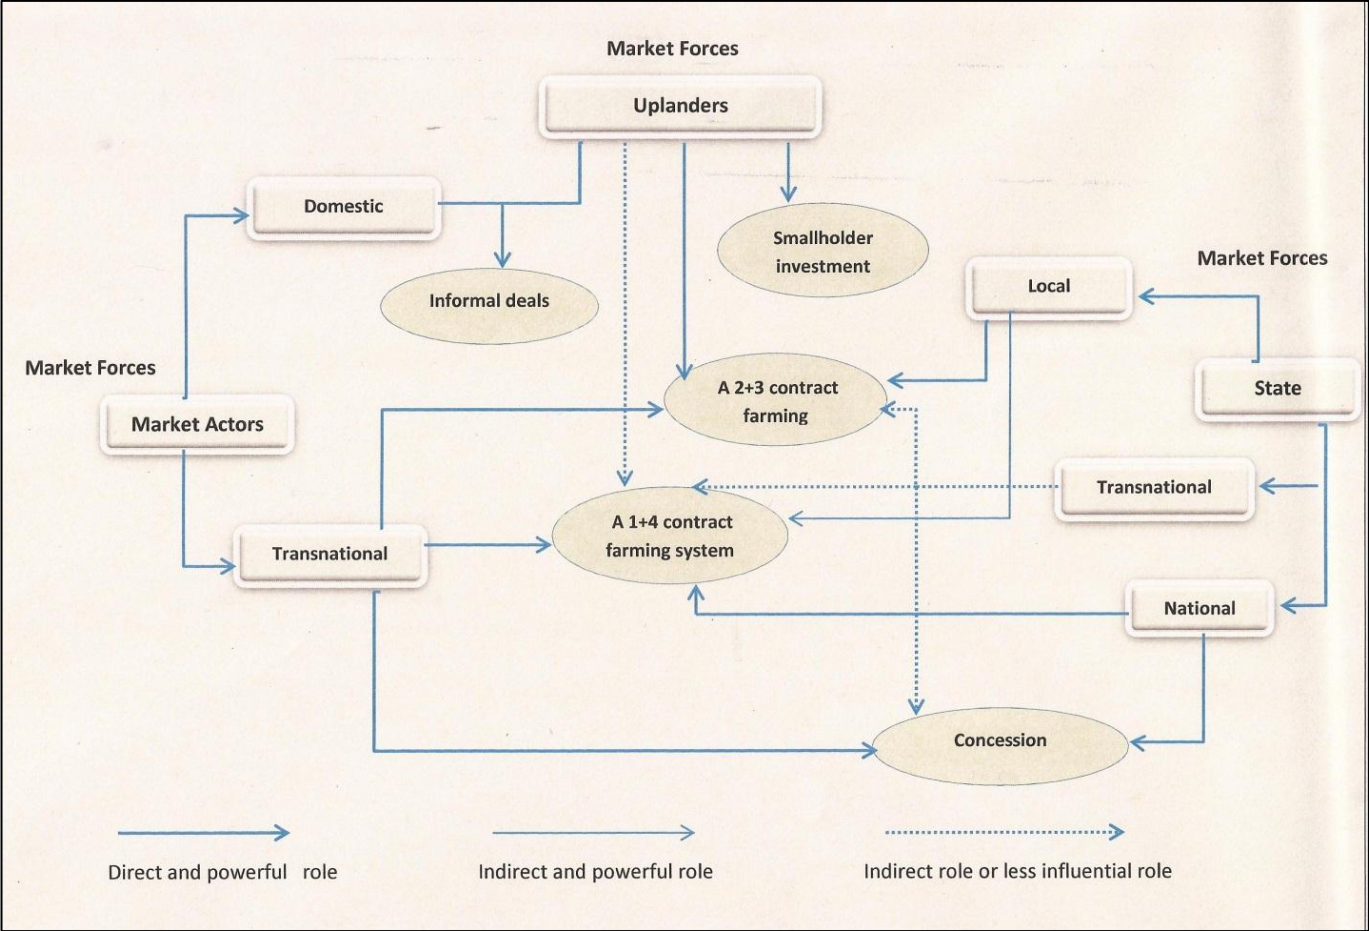 Market Forces
Uplanders
Domestic
Smallholder
investment
Market Forces
Local
Informal deals
Market Forces
A 2+3 contract
farming
State
Market Actors
Transnational
A 1+4 contract
farming system
Transnational
National
Concession
Direct and powerful role
Indirect and powerful role
Indirect role or less influential role